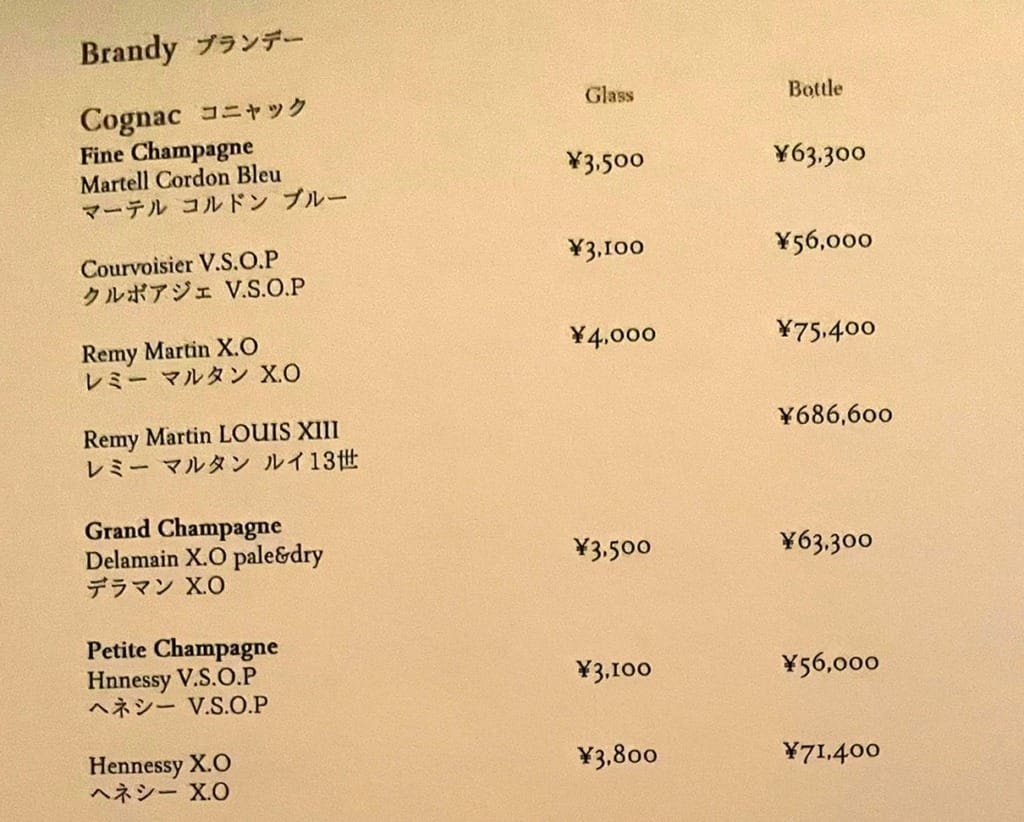 Brandy ブランデー
Glass Bottle
Cognac コニャック
Fine Champagne
Martell Cordon Bleu ¥3,500 ¥63,300
マーテル コルドン ブルー
Courvoisier V.S.O.P ¥3,100 ¥56,000
クルボアジェ V.S.O.P
Remy Martin X.O ¥4,000 ¥75,400
レミー マルタン X.O
Remy Martin LOUIS XIII ¥686,600
レミー マルタン ルイ13世
Grand Champagne
Delamain X.O pale&dry ¥3,500 ¥63,300
デラマン X.O
Petite Champagne
Hnnessy V.S.O.P ¥3,100 ¥56,000
ヘネシー V.S.O.P
Hennessy X.O ¥3,800 ¥71,400
ヘネシー X.O